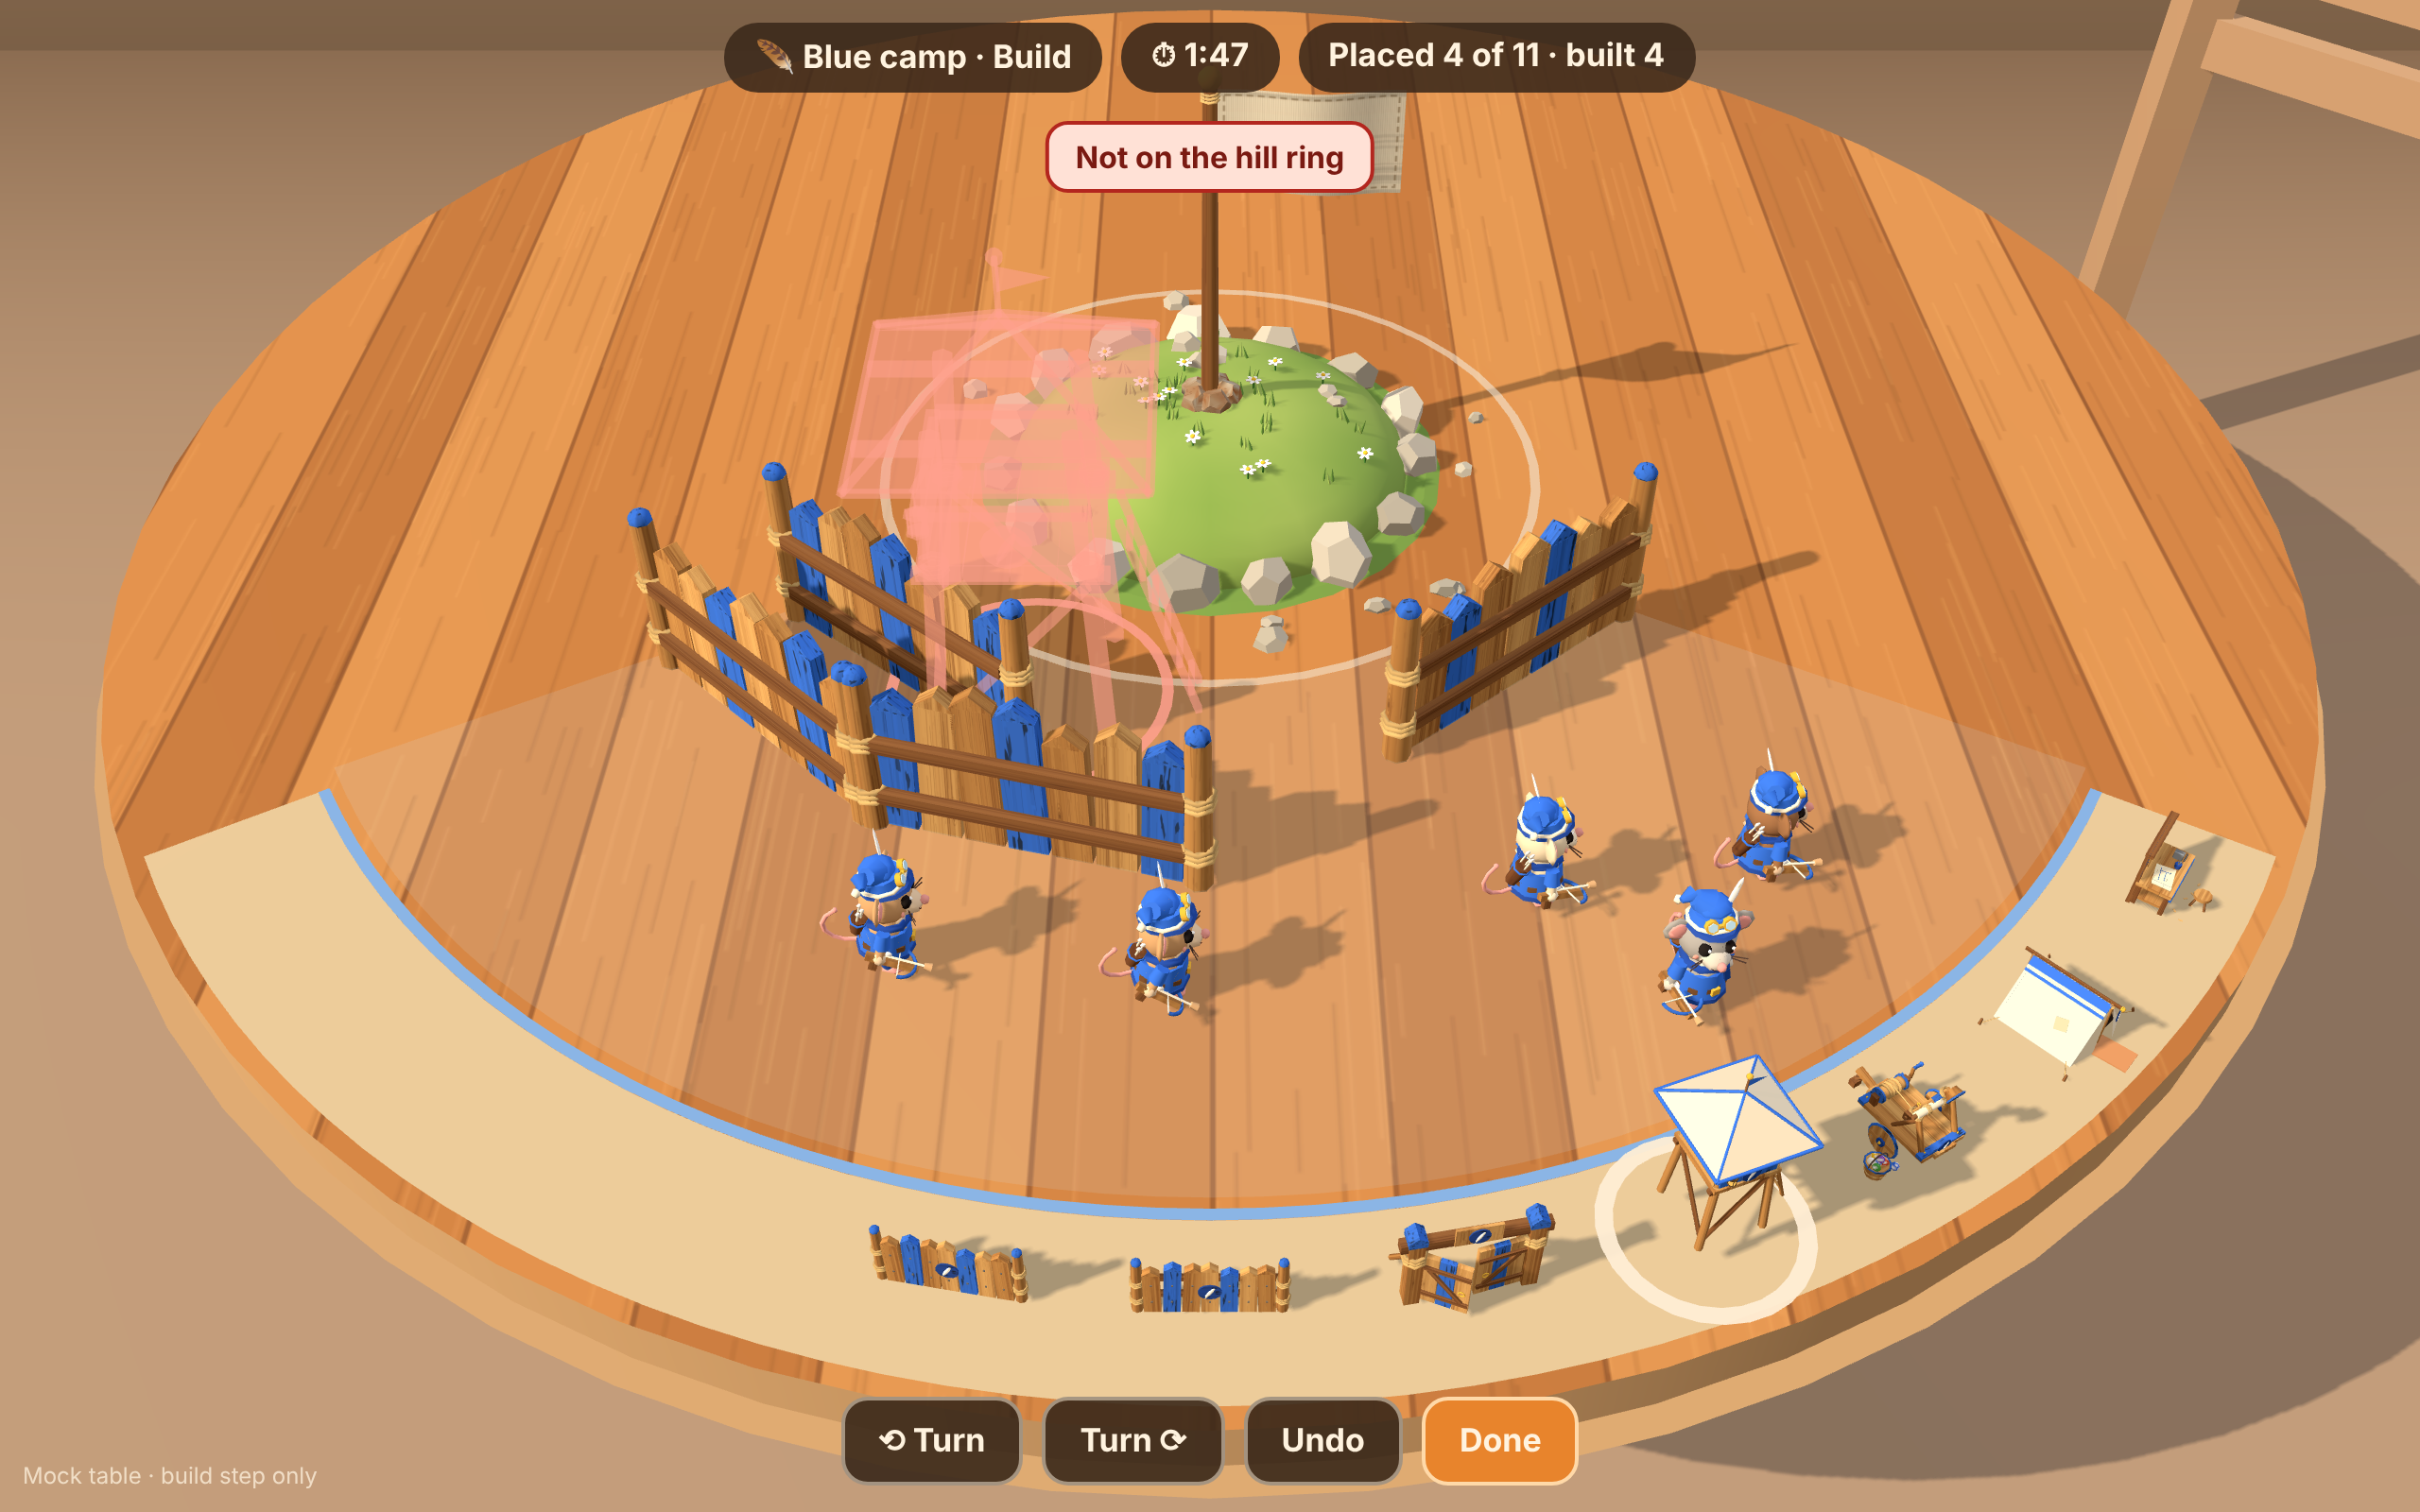 Blue camp · Build
⏱ 1:47
Placed 4 of 11 · built 4
Not on the hill ring
⟲ Turn
Turn ⟳
Undo
Done
Mock table · build step only